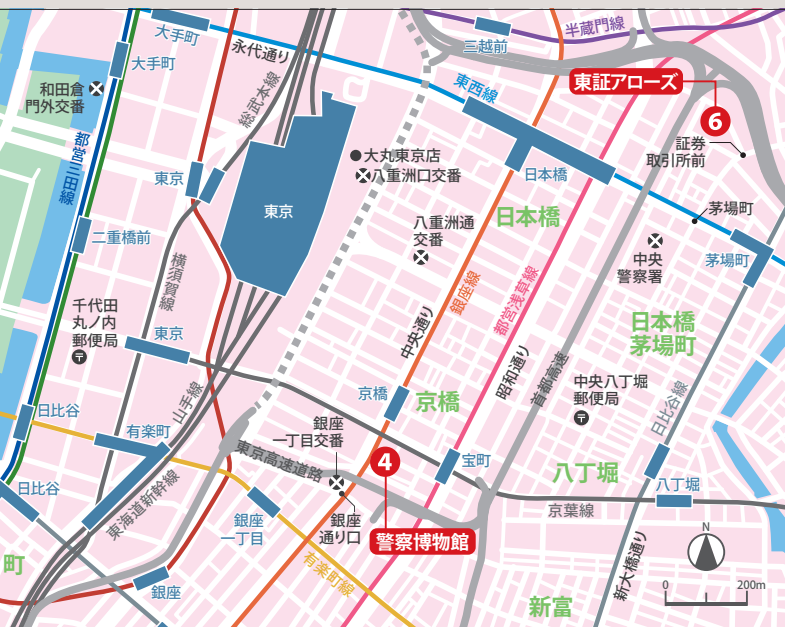 大手町
永代通り
三越前
半蔵門線
大手町
総武本線
和田倉
門外交番
東西線
東証アローズ
6
証券
取引所前
都営三田線
大丸東京店
八重洲口交番
東京
日本橋
東京
日本橋
茅場町
八重洲通
交番
二重橋前
中央
警察署
茅場町
横須賀線
銀座線
都営浅草線
千代田
丸ノ内
郵便局
日本橋
茅場町
東京
中央通り
昭和通り
首都高速
中央八丁堀
郵便局
日比谷線
山手線
京橋
京橋
日比谷
有楽町
銀座
一丁目交番
東京高速道路
4
宝町
八丁堀
八丁堀
日比谷
東海道新幹線
銀座
一丁目
銀座
通り口
京葉線
警察博物館
N
新大橋通り
町
有楽町線
銀座
新富
0
200m